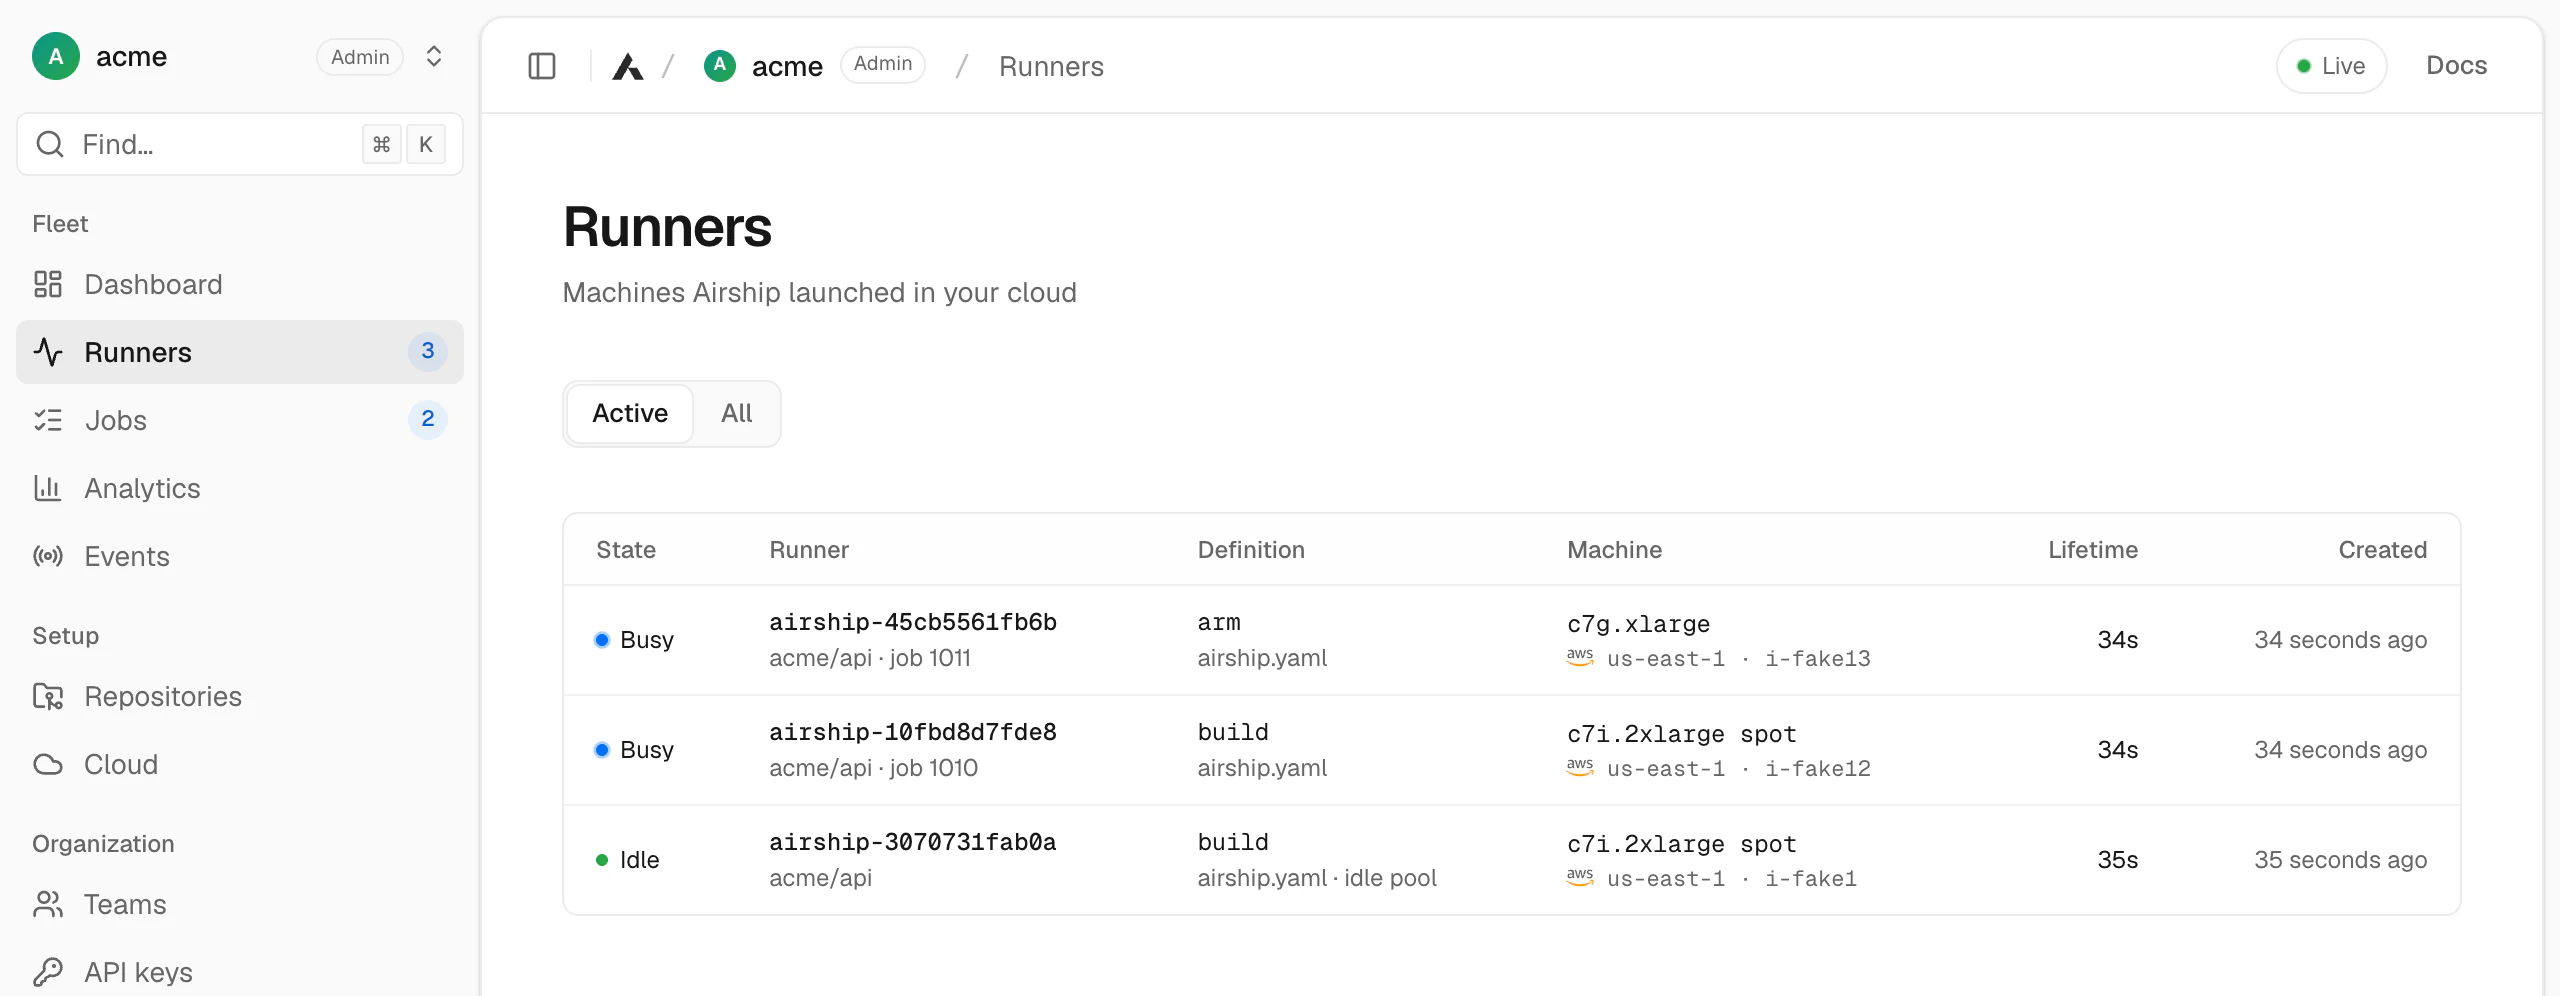 A acme Admin
Find... ⌘ K
Fleet
Dashboard
Runners 3
Jobs 2
Analytics
Events
Setup
Repositories
Cloud
Organization
Teams
API keys
/ A acme Admin / Runners
Live Docs
Runners
Machines Airship launched in your cloud
Active All
State Runner Definition Machine Lifetime Created
Busy airship-45cb5561fb6b arm c7g.xlarge 34s 34 seconds ago
acme/api · job 1011 airship.yaml aws us-east-1 · i-fake13
Busy airship-10fbd8d7fde8 build c7i.2xlarge spot 34s 34 seconds ago
acme/api · job 1010 airship.yaml aws us-east-1 · i-fake12
Idle airship-3070731fab0a build c7i.2xlarge spot 35s 35 seconds ago
acme/api airship.yaml · idle pool aws us-east-1 · i-fake1